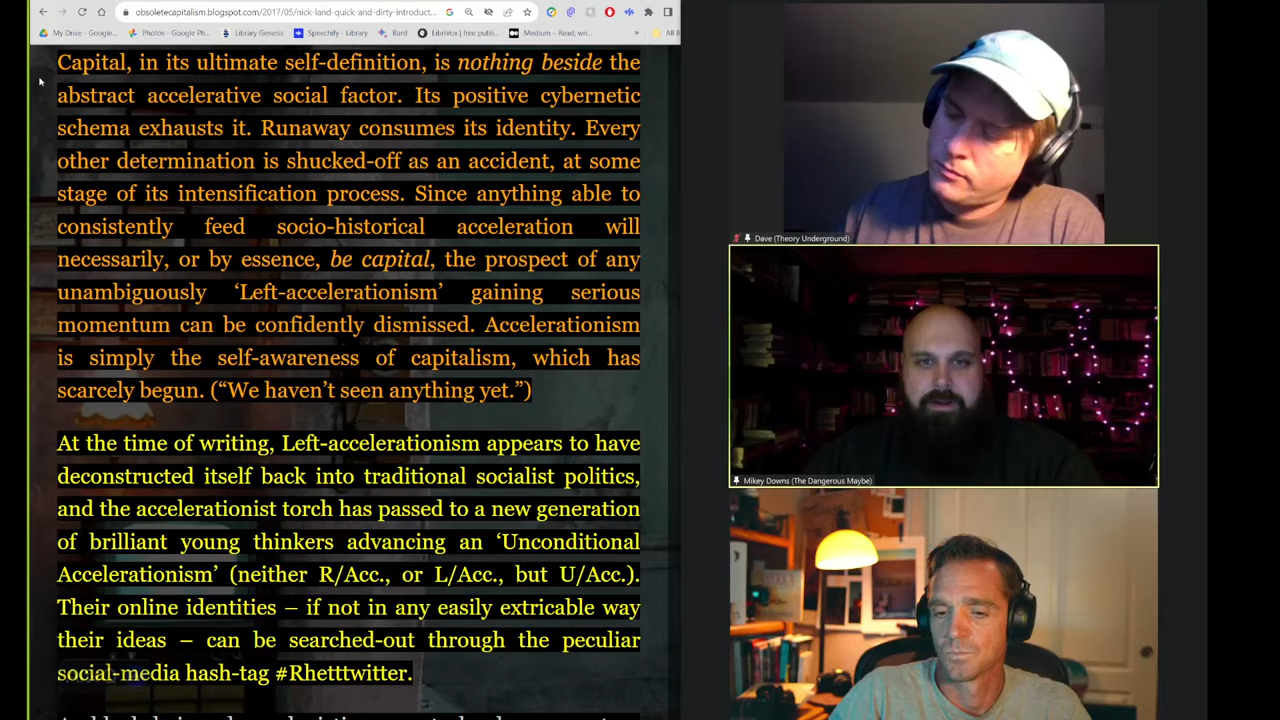 obsoletecapitalism.blogspot.com/2017/05/nick-land-quick-and-dirty-introduct...
My Drive - Google...
Photos - Google Ph...
Library Genesis
Speechify - Library
Bard
LibriVox | free publi...
Medium – Read, wri...
»
All B
Capital, in its ultimate self-definition, is nothing beside the
abstract accelerative social factor. Its positive cybernetic
schema exhausts it. Runaway consumes its identity. Every
other determination is shucked-off as an accident, at some
stage of its intensification process. Since anything able to
consistently feed socio-historical acceleration will
necessarily, or by essence, be capital, the prospect of any
unambiguously ‘Left-accelerationism’ gaining serious
momentum can be confidently dismissed. Accelerationism
is simply the self-awareness of capitalism, which has
scarcely begun. (“We haven’t seen anything yet.”)
At the time of writing, Left-accelerationism appears to have
deconstructed itself back into traditional socialist politics,
and the accelerationist torch has passed to a new generation
of brilliant young thinkers advancing an ‘Unconditional
Accelerationism’ (neither R/Acc., or L/Acc., but U/Acc.).
Their online identities – if not in any easily extricable way
their ideas – can be searched-out through the peculiar
social-media hash-tag #Rhetttwitter.
Dave (Theory Underground)
Mikey Downs (The Dangerous Maybe)